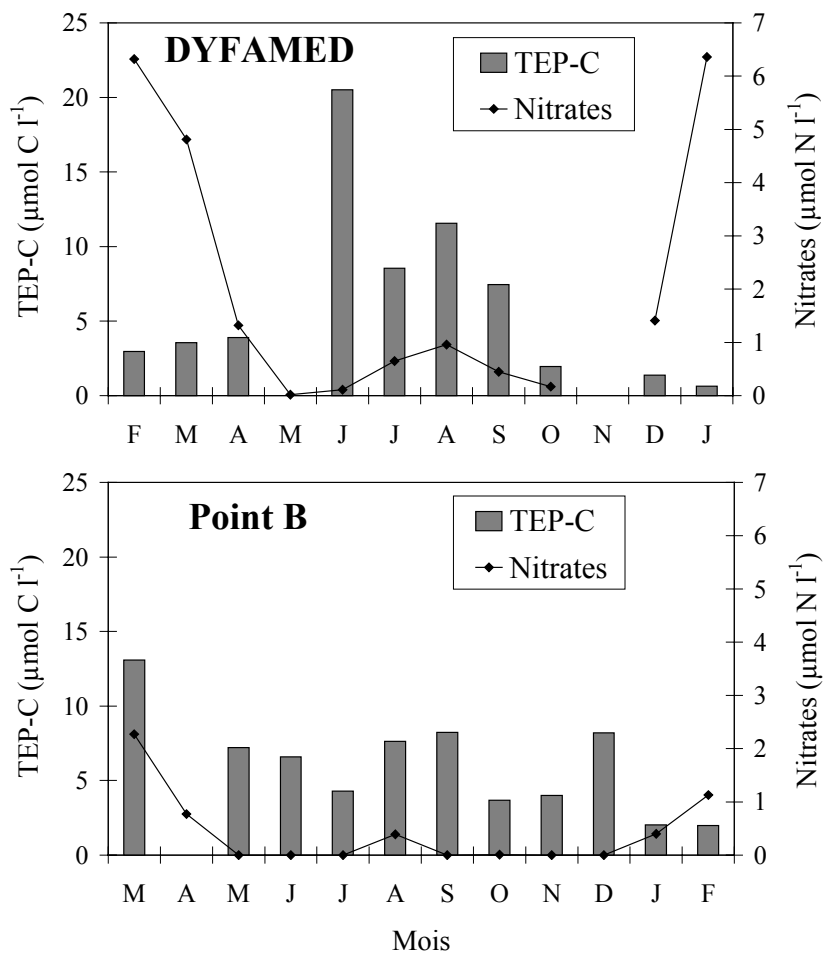 DYFAMED
TEP-C
Nitrates
TEP-C (µmol C l-1)
25
20
15
10
5
0
Nitrates (µmol N l-1)
7
6
5
4
3
2
1
0
F M A M J J A S O N D J
Point B
TEP-C
Nitrates
TEP-C (µmol C l-1)
25
20
15
10
5
0
Nitrates (µmol N l-1)
7
6
5
4
3
2
1
0
M A M J J A S O N D J F
Mois